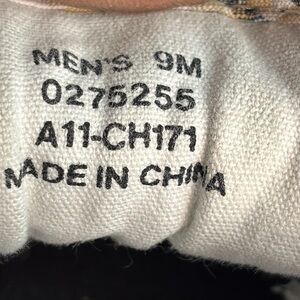 MEN'S 9M
0275255
A11-CH171
MADE IN CHINA